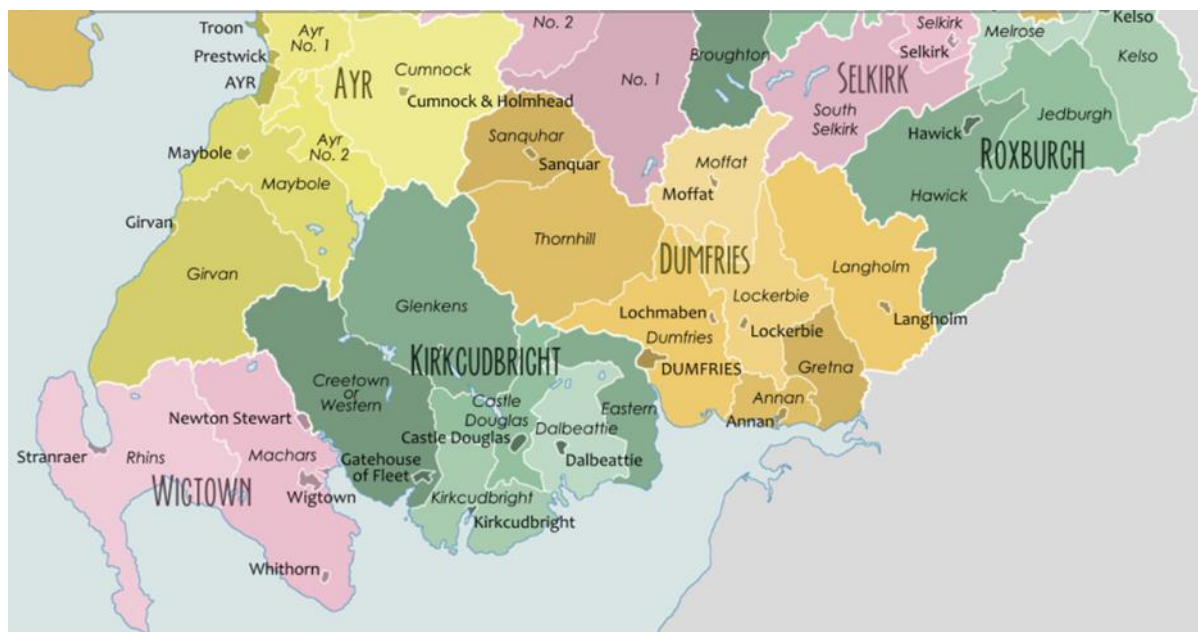 Troon
Ayr
No. 1
No. 2
Selkirk
Kelso
Prestwick
Broughton
Selkirk
Melrose
AYR
AYR
Cumnock
No. 1
SELKIRK
Kelso
Cumnock & Holmhead
South
Selkirk
Jedburgh
Sanquhar
Hawick
Ayr
No. 2
Maybole
Sanquar
Moffat
ROXBURGH
Maybole
Moffat
Hawick
Girvan
Thornhill
DUMFRIES
Langholm
Girvan
Glenkens
Lockerbie
Lochmaben
Lockerbie
Langholm
Dumfries
KIRKCUDBRIGHT
DUMFRIES
Gretna
Creetown
or
Western
Castle
Douglas
Eastern
Annan
Newton Stewart
Annan
Castle Douglas
Dalbeattie
Stranraer
Rhins
Machars
Gatehouse
of Fleet
Dalbeattie
WIGTOWN
Wigtown
Kirkcudbright
Kirkcudbright
Whithorn